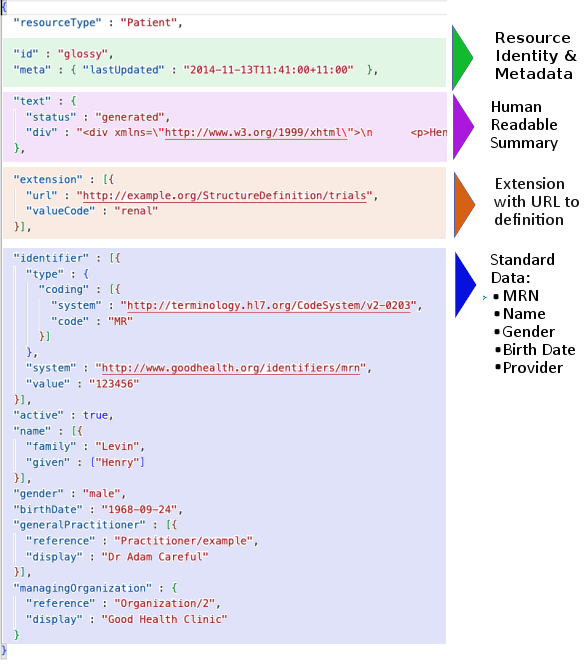 {
"resourceType" : "Patient",
"id" : "glossy",
"meta" : { "lastUpdated" : "2014-11-13T11:41:00+11:00"  },
"text" : {
"status" : "generated",
"div" : "<div xmlns=\"http://www.w3.org/1999/xhtml\">\n      <p>Hen
},
"extension" : [{
"url" : "http://example.org/StructureDefinition/trials",
"valueCode" : "renal"
}],
"identifier" : [{
"type" : {
"coding" : [{
"system" : "http://terminology.hl7.org/CodeSystem/v2-0203",
"code" : "MR"
}]
},
"system" : "http://www.goodhealth.org/identifiers/mrn",
"value" : "123456"
}],
"active" : true,
"name" : [{
"family" : "Levin",
"given" : ["Henry"]
}],
"gender" : "male",
"birthDate" : "1968-09-24",
"generalPractitioner" : [{
"reference" : "Practitioner/example",
"display" : "Dr Adam Careful"
}],
"managingOrganization" : {
"reference" : "Organization/2",
"display" : "Good Health Clinic"
}
}
Resource
Identity &
Metadata
Human
Readable
Summary
Extension
with URL to
definition
Standard
Data:
• MRN
• Name
• Gender
• Birth Date
• Provider